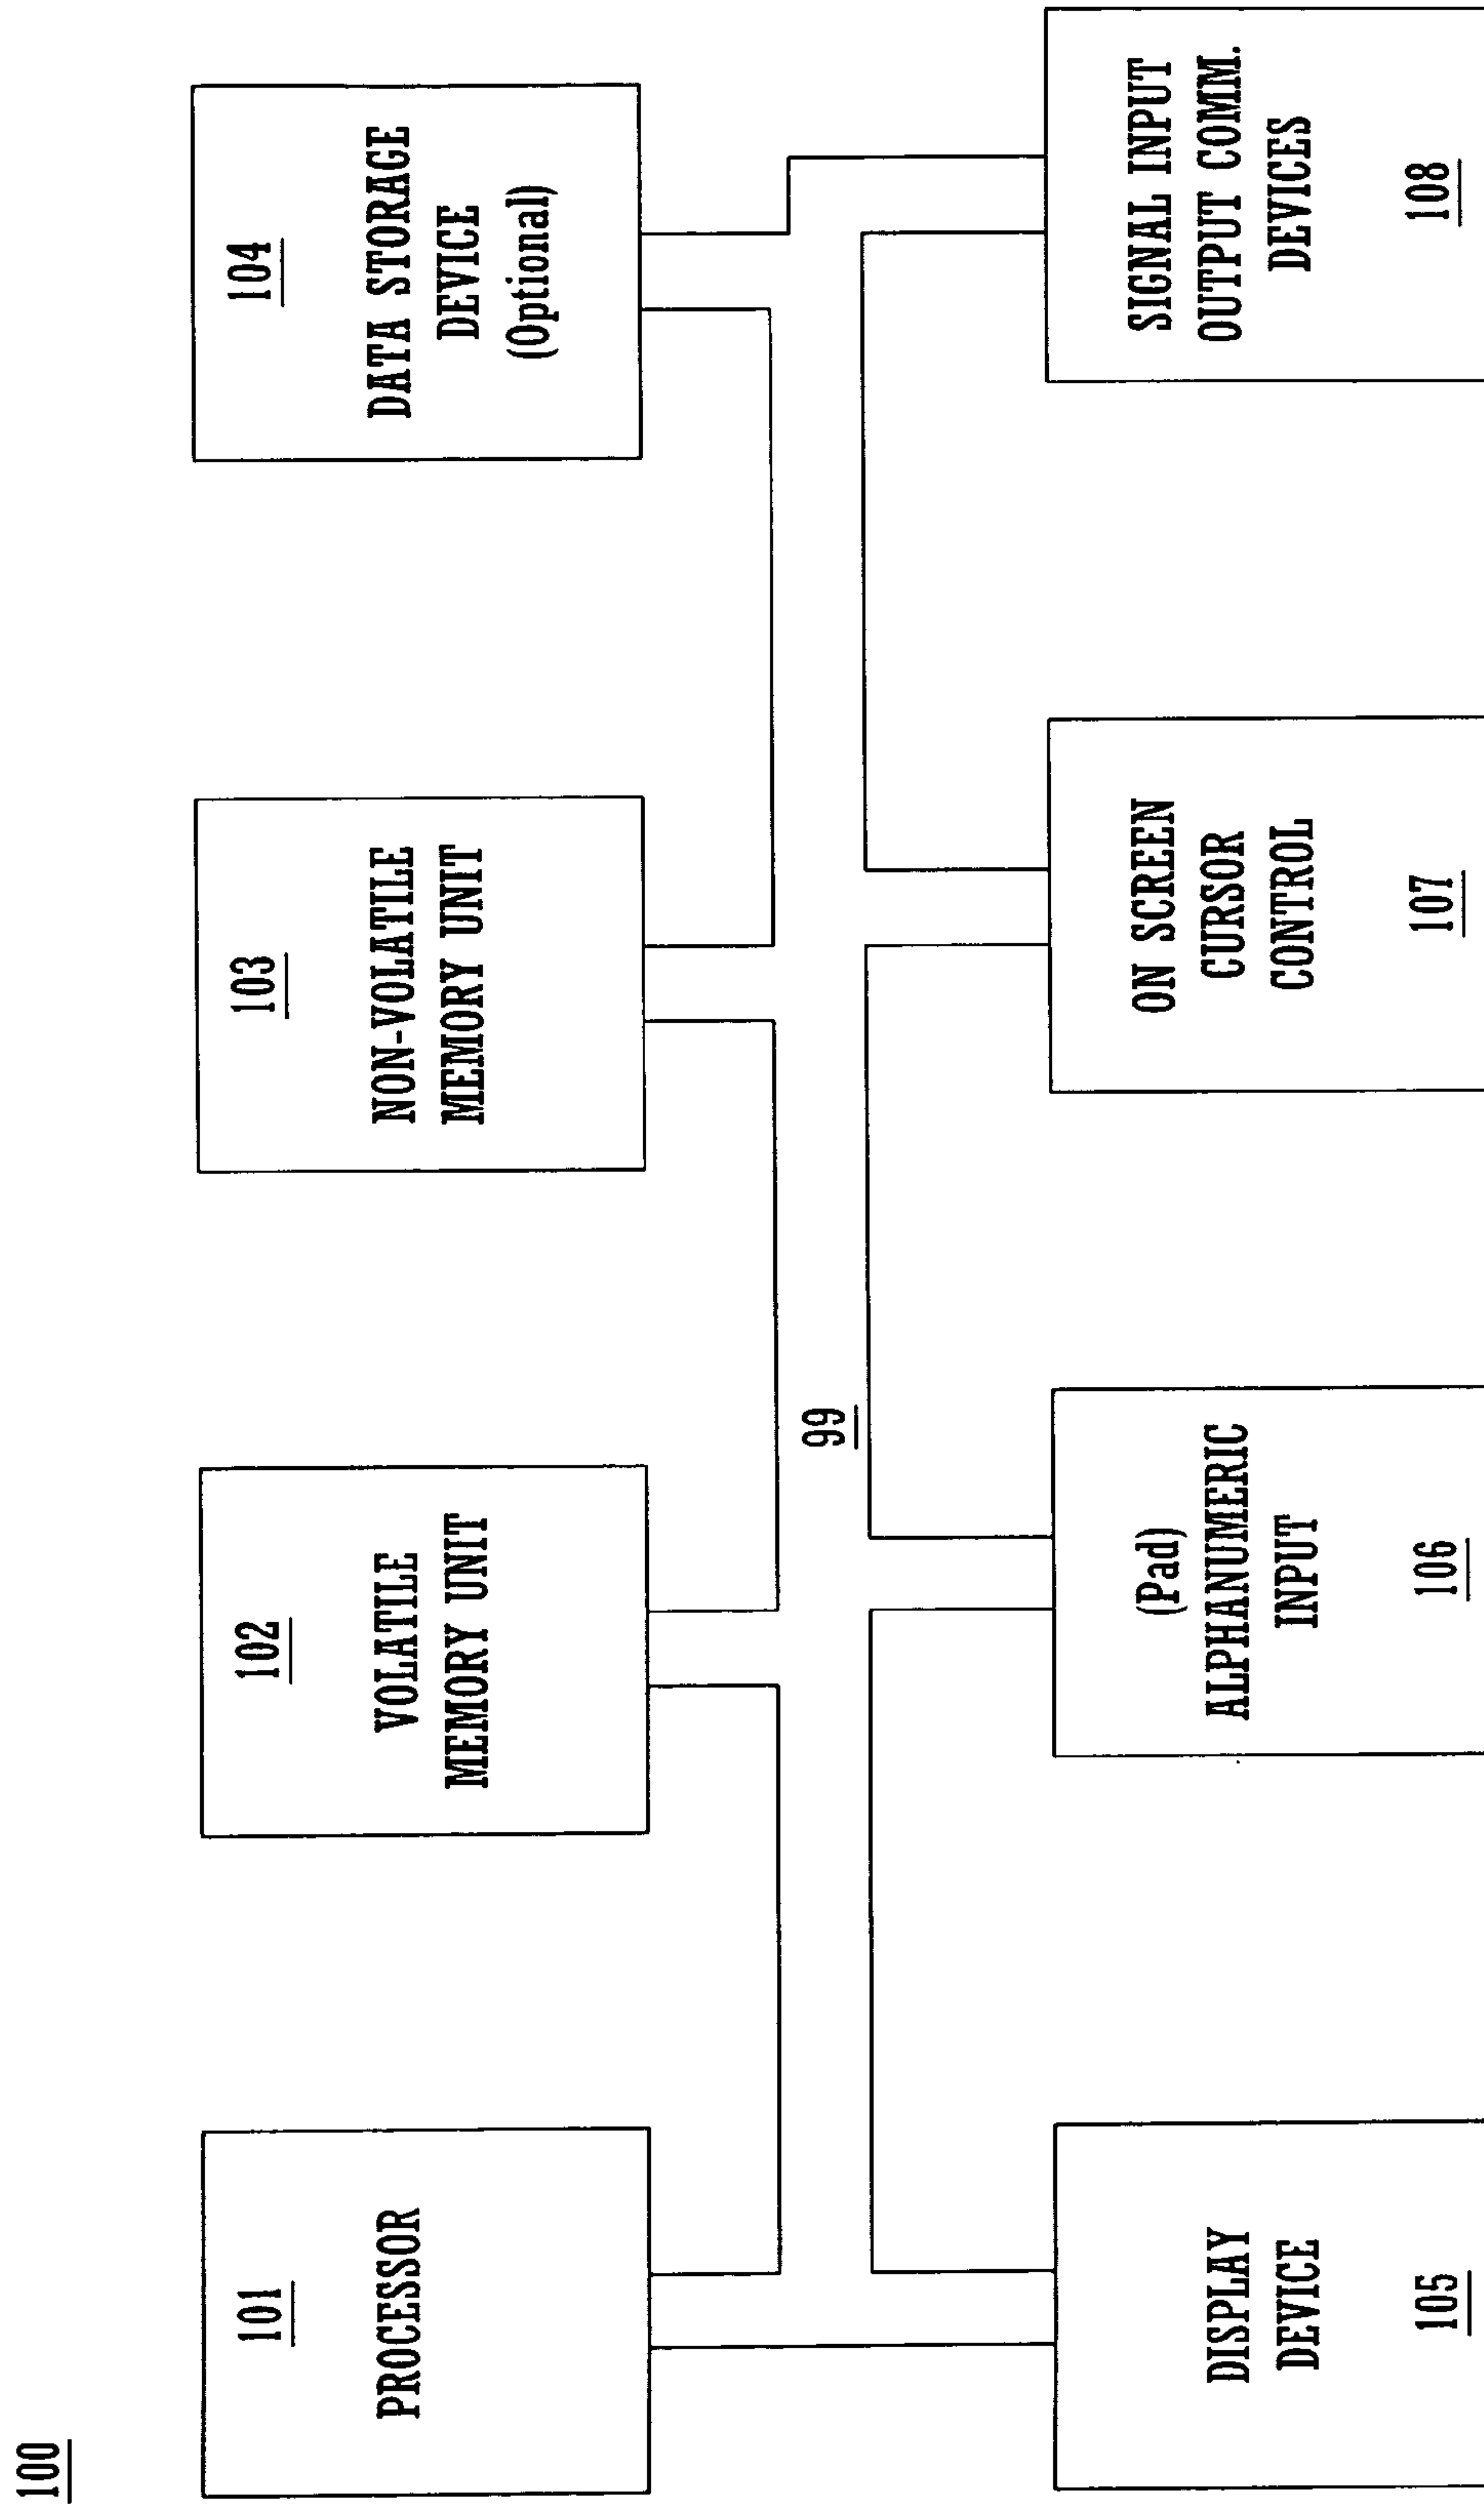 100
101
PROCESSOR
102
VOLATILE
MEMORY UNIT
103
NON-VOLATILE
MEMORY UNIT
104
DATA STORAGE
DEVICE
(Optional)
99
DISPLAY
DEVICE
105
(Pad)
ALPHANUMERIC
INPUT
106
ON SCREEN
CURSOR
CONTROL
107
SIGNAL INPUT
OUTPUT COMM.
DEVICES
108